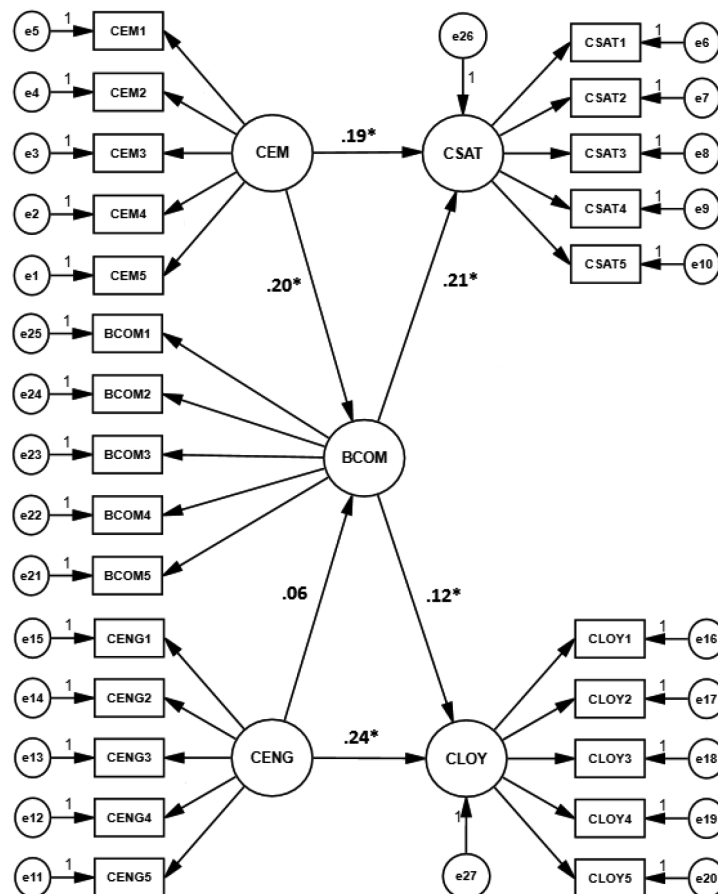 e5 1 CEM1
e4 1 CEM2
e3 1 CEM3
e2 1 CEM4
e1 1 CEM5
CEM
.19*
e26
1
CSAT
CSAT1 1 e6
CSAT2 1 e7
CSAT3 1 e8
CSAT4 1 e9
CSAT5 1 e10
.20*
.21*
e25 1 BCOM1
e24 1 BCOM2
e23 1 BCOM3
e22 1 BCOM4
e21 1 BCOM5
BCOM
.06
.12*
e15 1 CENG1
e14 1 CENG2
e13 1 CENG3
e12 1 CENG4
e11 1 CENG5
CENG
.24*
CLOY
1
e27
CLOY1 1 e16
CLOY2 1 e17
CLOY3 1 e18
CLOY4 1 e19
CLOY5 1 e20